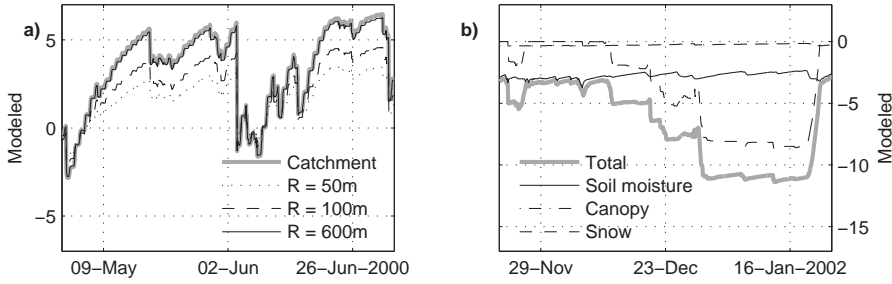 a)
Modeled
5
0
−5
Catchment
R = 50m
R = 100m
R = 600m
09−May
02−Jun
26−Jun−2000
b)
0
−5
−10
−15
Modeled
Total
Soil moisture
Canopy
Snow
29−Nov
23−Dec
16−Jan−2002